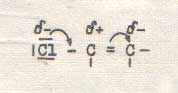 δ- δ+ δ-
|Cl - C = C -